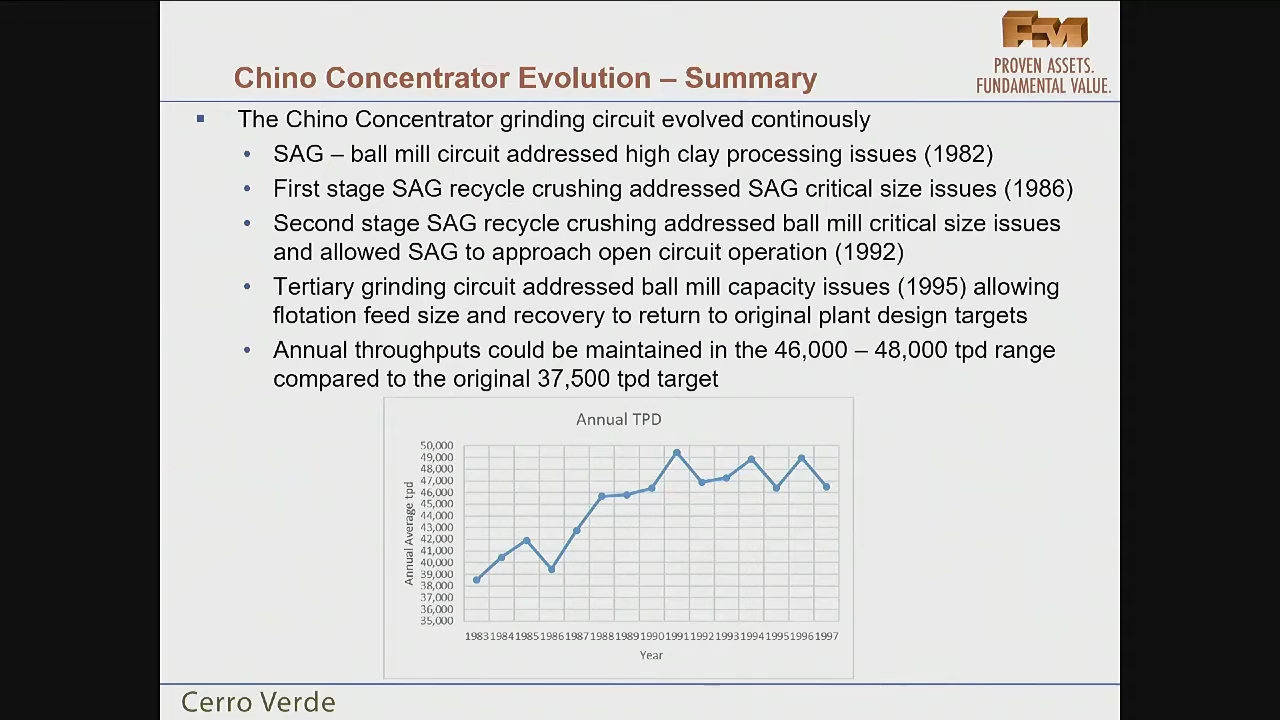 FM
PROVEN ASSETS.
FUNDAMENTAL VALUE.
Chino Concentrator Evolution – Summary
The Chino Concentrator grinding circuit evolved continously
SAG – ball mill circuit addressed high clay processing issues (1982)
First stage SAG recycle crushing addressed SAG critical size issues (1986)
Second stage SAG recycle crushing addressed ball mill critical size issues
and allowed SAG to approach open circuit operation (1992)
Tertiary grinding circuit addressed ball mill capacity issues (1995) allowing
flotation feed size and recovery to return to original plant design targets
Annual throughputs could be maintained in the 46,000 – 48,000 tpd range
compared to the original 37,500 tpd target
Annual TPD
Annual Average tpd
50,000
49,000
48,000
47,000
46,000
45,000
44,000
43,000
42,000
41,000
40,000
39,000
38,000
37,000
36,000
35,000
1983 1984 1985 1986 1987 1988 1989 1990 1991 1992 1993 1994 1995 1996 1997
Year
Cerro Verde